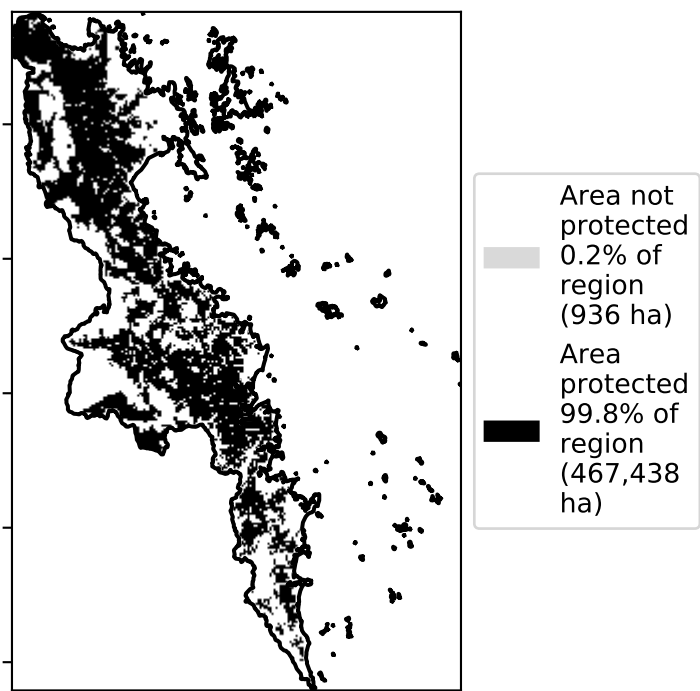 Area not
protected
0.2% of
region
(936 ha)
Area
protected
99.8% of
region
(467,438
ha)